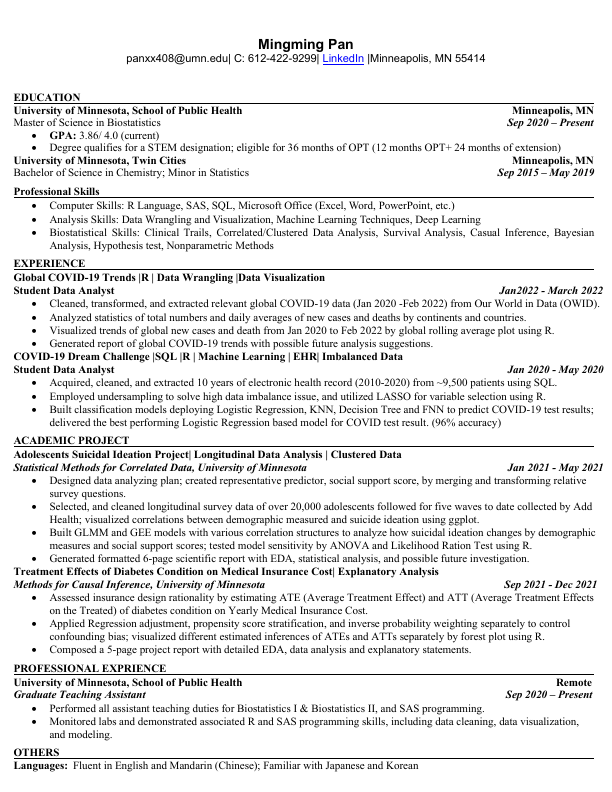 Mingming Pan
panxx408@umn.edu| C: 612-422-9299| LinkedIn |Minneapolis, MN 55414
EDUCATION
University of Minnesota, School of Public Health Minneapolis, MN
Master of Science in Biostatistics Sep 2020 – Present
• GPA: 3.86/ 4.0 (current)
• Degree qualifies for a STEM designation; eligible for 36 months of OPT (12 months OPT+ 24 months of extension)
University of Minnesota, Twin Cities Minneapolis, MN
Bachelor of Science in Chemistry; Minor in Statistics Sep 2015 – May 2019
Professional Skills
• Computer Skills: R Language, SAS, SQL, Microsoft Office (Excel, Word, PowerPoint, etc.)
• Analysis Skills: Data Wrangling and Visualization, Machine Learning Techniques, Deep Learning
• Biostatistical Skills: Clinical Trails, Correlated/Clustered Data Analysis, Survival Analysis, Casual Inference, Bayesian
Analysis, Hypothesis test, Nonparametric Methods
EXPERIENCE
Global COVID-19 Trends |R | Data Wrangling |Data Visualization
Student Data Analyst Jan2022 - March 2022
• Cleaned, transformed, and extracted relevant global COVID-19 data (Jan 2020 -Feb 2022) from Our World in Data (OWID).
• Analyzed statistics of total numbers and daily averages of new cases and deaths by continents and countries.
• Visualized trends of global new cases and death from Jan 2020 to Feb 2022 by global rolling average plot using R.
• Generated report of global COVID-19 trends with possible future analysis suggestions.
COVID-19 Dream Challenge |SQL |R | Machine Learning | EHR| Imbalanced Data
Student Data Analyst Jan 2020 - May 2020
• Acquired, cleaned, and extracted 10 years of electronic health record (2010-2020) from ~9,500 patients using SQL.
• Employed undersampling to solve high data imbalance issue, and utilized LASSO for variable selection using R.
• Built classification models deploying Logistic Regression, KNN, Decision Tree and FNN to predict COVID-19 test results;
delivered the best performing Logistic Regression based model for COVID test result. (96% accuracy)
ACADEMIC PROJECT
Adolescents Suicidal Ideation Project| Longitudinal Data Analysis | Clustered Data
Statistical Methods for Correlated Data, University of Minnesota Jan 2021 - May 2021
• Designed data analyzing plan; created representative predictor, social support score, by merging and transforming relative
survey questions.
• Selected, and cleaned longitudinal survey data of over 20,000 adolescents followed for five waves to date collected by Add
Health; visualized correlations between demographic measured and suicide ideation using ggplot.
• Built GLMM and GEE models with various correlation structures to analyze how suicidal ideation changes by demographic
measures and social support scores; tested model sensitivity by ANOVA and Likelihood Ration Test using R.
• Generated formatted 6-page scientific report with EDA, statistical analysis, and possible future investigation.
Treatment Effects of Diabetes Condition on Medical Insurance Cost| Explanatory Analysis
Methods for Causal Inference, University of Minnesota Sep 2021 - Dec 2021
• Assessed insurance design rationality by estimating ATE (Average Treatment Effect) and ATT (Average Treatment Effects
on the Treated) of diabetes condition on Yearly Medical Insurance Cost.
• Applied Regression adjustment, propensity score stratification, and inverse probability weighting separately to control
confounding bias; visualized different estimated inferences of ATEs and ATTs separately by forest plot using R.
• Composed a 5-page project report with detailed EDA, data analysis and explanatory statements.
PROFESSIONAL EXPRIENCE
University of Minnesota, School of Public Health Remote
Graduate Teaching Assistant Sep 2020 – Present
• Performed all assistant teaching duties for Biostatistics I & Biostatistics II, and SAS programming.
• Monitored labs and demonstrated associated R and SAS programming skills, including data cleaning, data visualization,
and modeling.
OTHERS
Languages: Fluent in English and Mandarin (Chinese); Familiar with Japanese and Korean